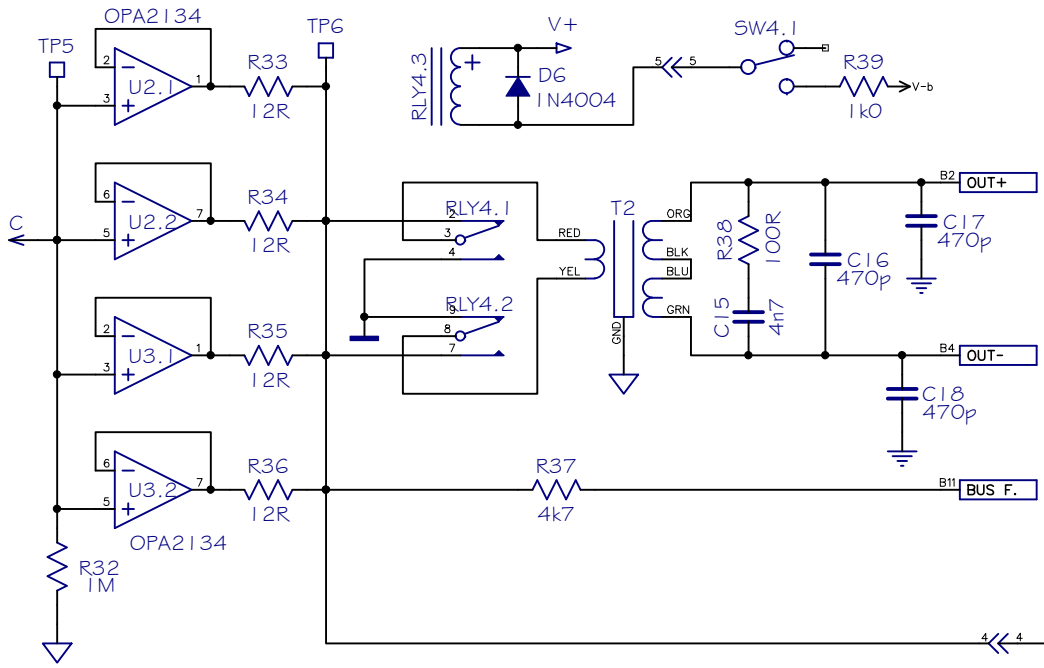 OPA2134
TP5
TP6
V+
SW4.1
2
3
1
U2.1
R33
12R
RLY4.3
D6
1N4004
5
5
R39
1k0
V-b
6
5
7
U2.2
R34
12R
C
RLY4.1
2
3
4
RED
YEL
T2
GND
ORG
BLK
BLU
GRN
R38
100R
C15
4n7
C16
470p
C17
470p
B2
OUT+
2
3
1
U3.1
R35
12R
RLY4.2
9
8
7
B4
OUT-
C18
470p
6
5
7
U3.2
R36
12R
OPA2134
R37
4k7
B11
BUS F.
R32
1M
4
4